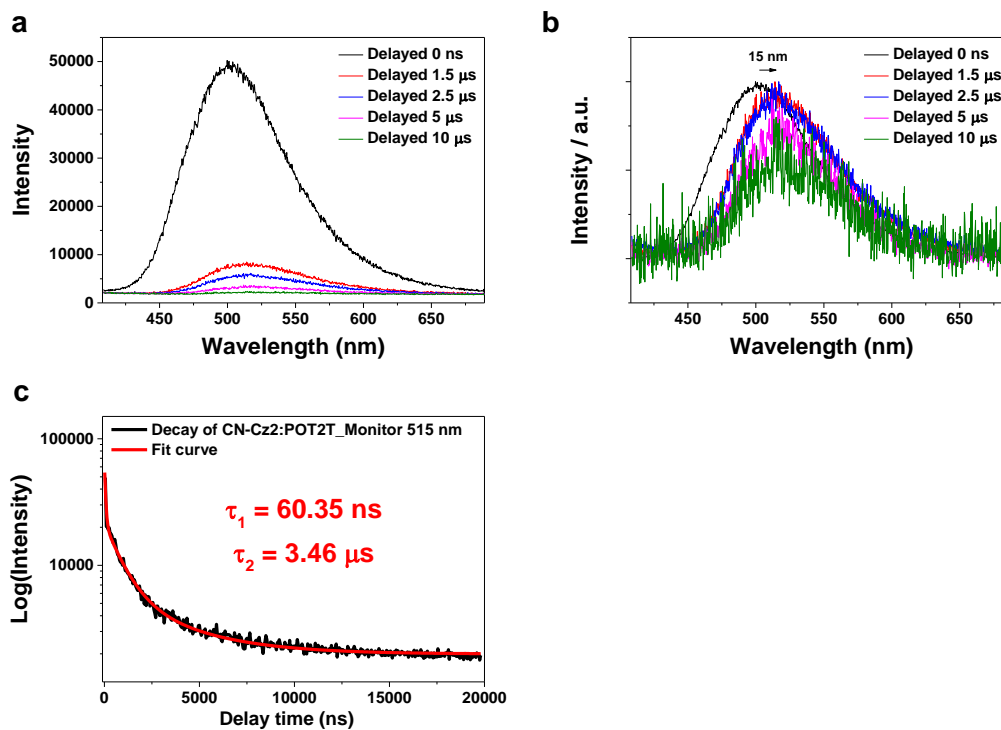 a
Delayed 0 ns
Delayed 1.5 μs
Delayed 2.5 μs
Delayed 5 μs
Delayed 10 μs
50000
40000
30000
20000
10000
0
450 500 550 600 650
Intensity
Wavelength (nm)
b
15 nm
Delayed 0 ns
Delayed 1.5 μs
Delayed 2.5 μs
Delayed 5 μs
Delayed 10 μs
450 500 550 600 650
Intensity / a.u.
Wavelength (nm)
c
Decay of CN-Cz2:POT2T_Monitor 515 nm
Fit curve
τ1 = 60.35 ns
τ2 = 3.46 μs
100000
10000
0 5000 10000 15000 20000
Log(Intensity)
Delay time (ns)